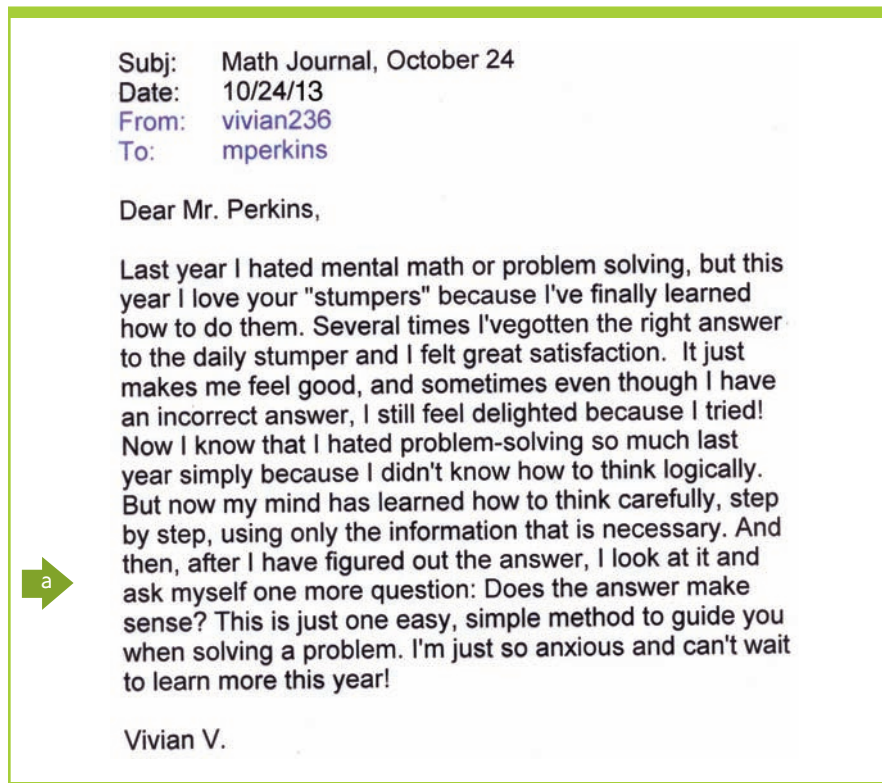 Subj: Math Journal, October 24
Date: 10/24/13
From: vivian236
To: mperkins
Dear Mr. Perkins,
Last year I hated mental math or problem solving, but this
year I love your "stumpers" because I've finally learned
how to do them. Several times I'vegotten the right answer
to the daily stumper and I felt great satisfaction.  It just
makes me feel good, and sometimes even though I have
an incorrect answer, I still feel delighted because I tried!
Now I know that I hated problem-solving so much last
year simply because I didn't know how to think logically.
But now my mind has learned how to think carefully, step
by step, using only the information that is necessary. And
then, after I have figured out the answer, I look at it and
a
ask myself one more question: Does the answer make
sense? This is just one easy, simple method to guide you
when solving a problem. I'm just so anxious and can't wait
to learn more this year!
Vivian V.